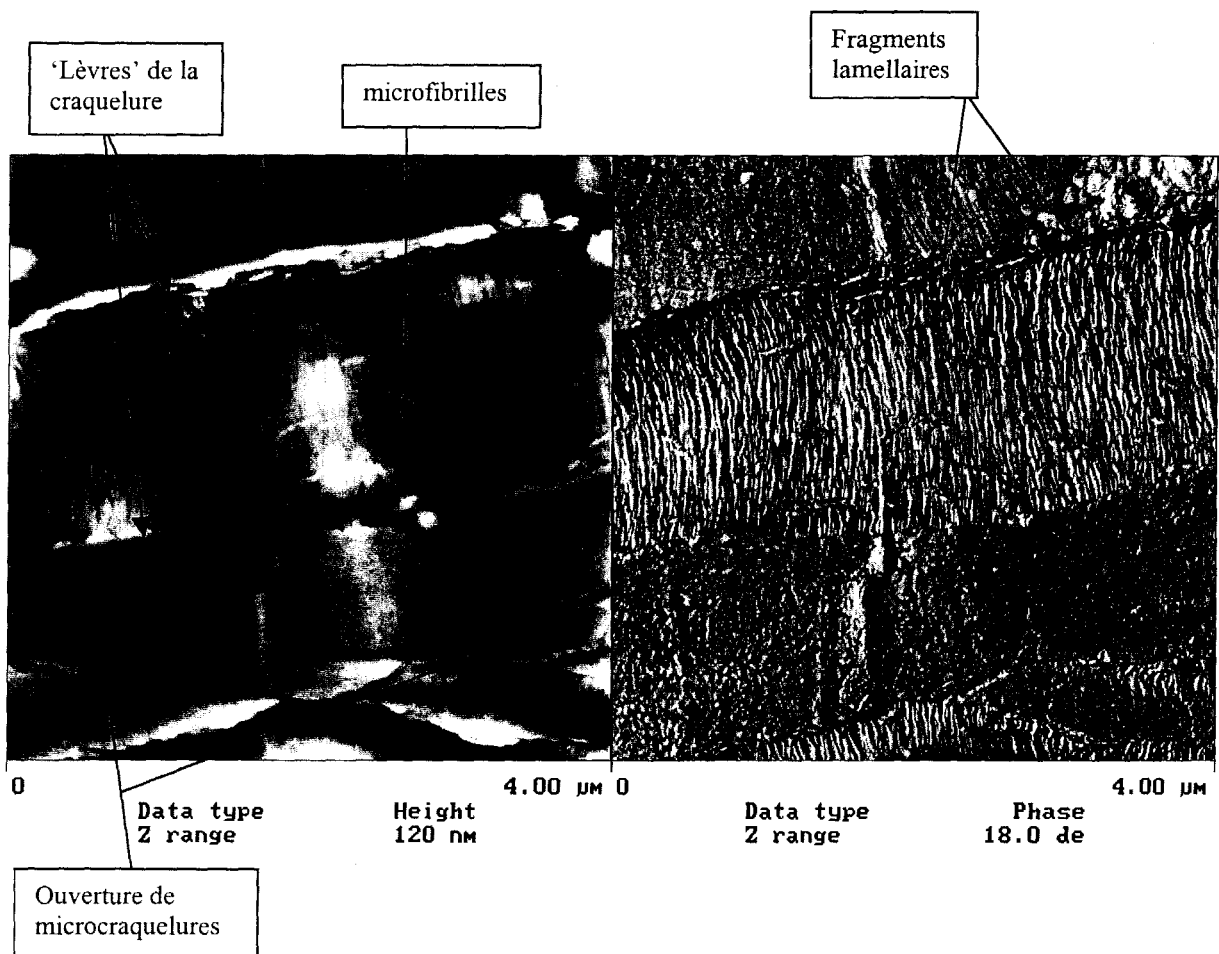 ‘Lèvres’ de la
craquelure
microfibrilles
Fragments
lamellaires
0 4.00 µм 0 4.00 µм
Data type Height Data type Phase
Z range 120 nм Z range 18.0 de
Ouverture de
microcraquelures